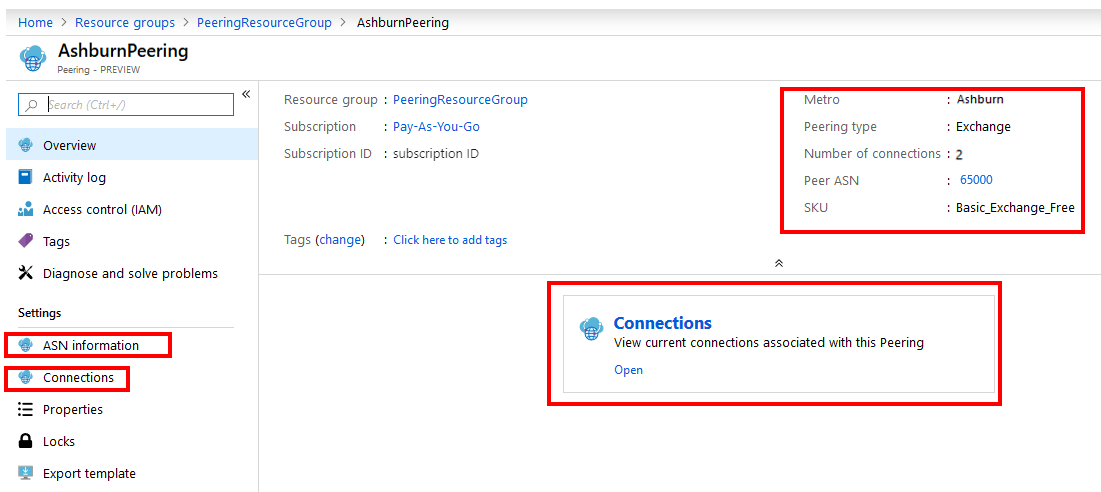 Home > Resource groups > PeeringResourceGroup > AshburnPeering
AshburnPeering
Peering - PREVIEW
Search (Ctrl+/)
«
Overview
Activity log
Access control (IAM)
Tags
Diagnose and solve problems
Settings
ASN information
Connections
Properties
Locks
Export template
Resource group : PeeringResourceGroup
Subscription : Pay-As-You-Go
Subscription ID : subscription ID
Tags (change) : Click here to add tags
Metro : Ashburn
Peering type : Exchange
Number of connections : 2
Peer ASN : 65000
SKU : Basic_Exchange_Free
Connections
View current connections associated with this Peering
Open